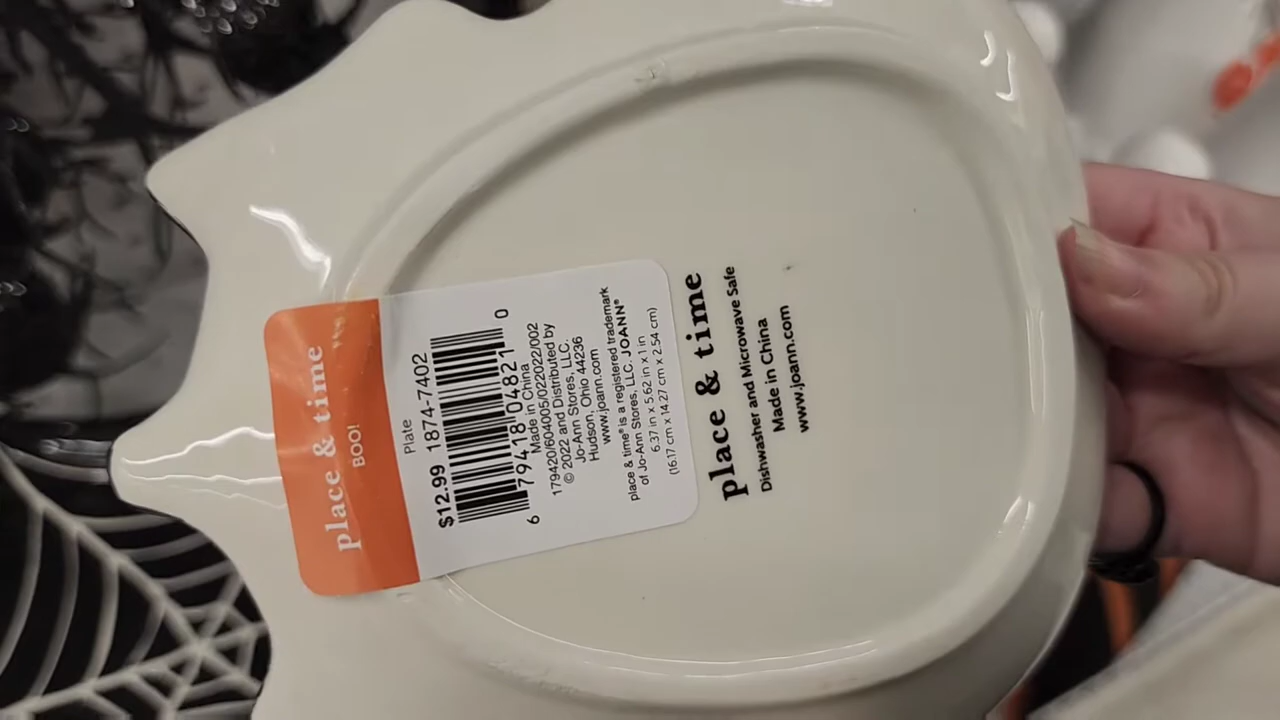 place & time
BOO!
Plate
$12.99 1874-7402
6 79418 04821 0
Made in China
179420/604005/022022/002
© 2022 and Distributed by
Jo-Ann Stores, LLC.
Hudson, Ohio 44236
www.joann.com
place & time® is a registered trademark
of Jo-Ann Stores, LLC. JOANN®
6.37 in x 5.62 in x 1 in
(16.17 cm x 14.27 cm x 2.54 cm)
place & time
Dishwasher and Microwave Safe
Made in China
www.joann.com